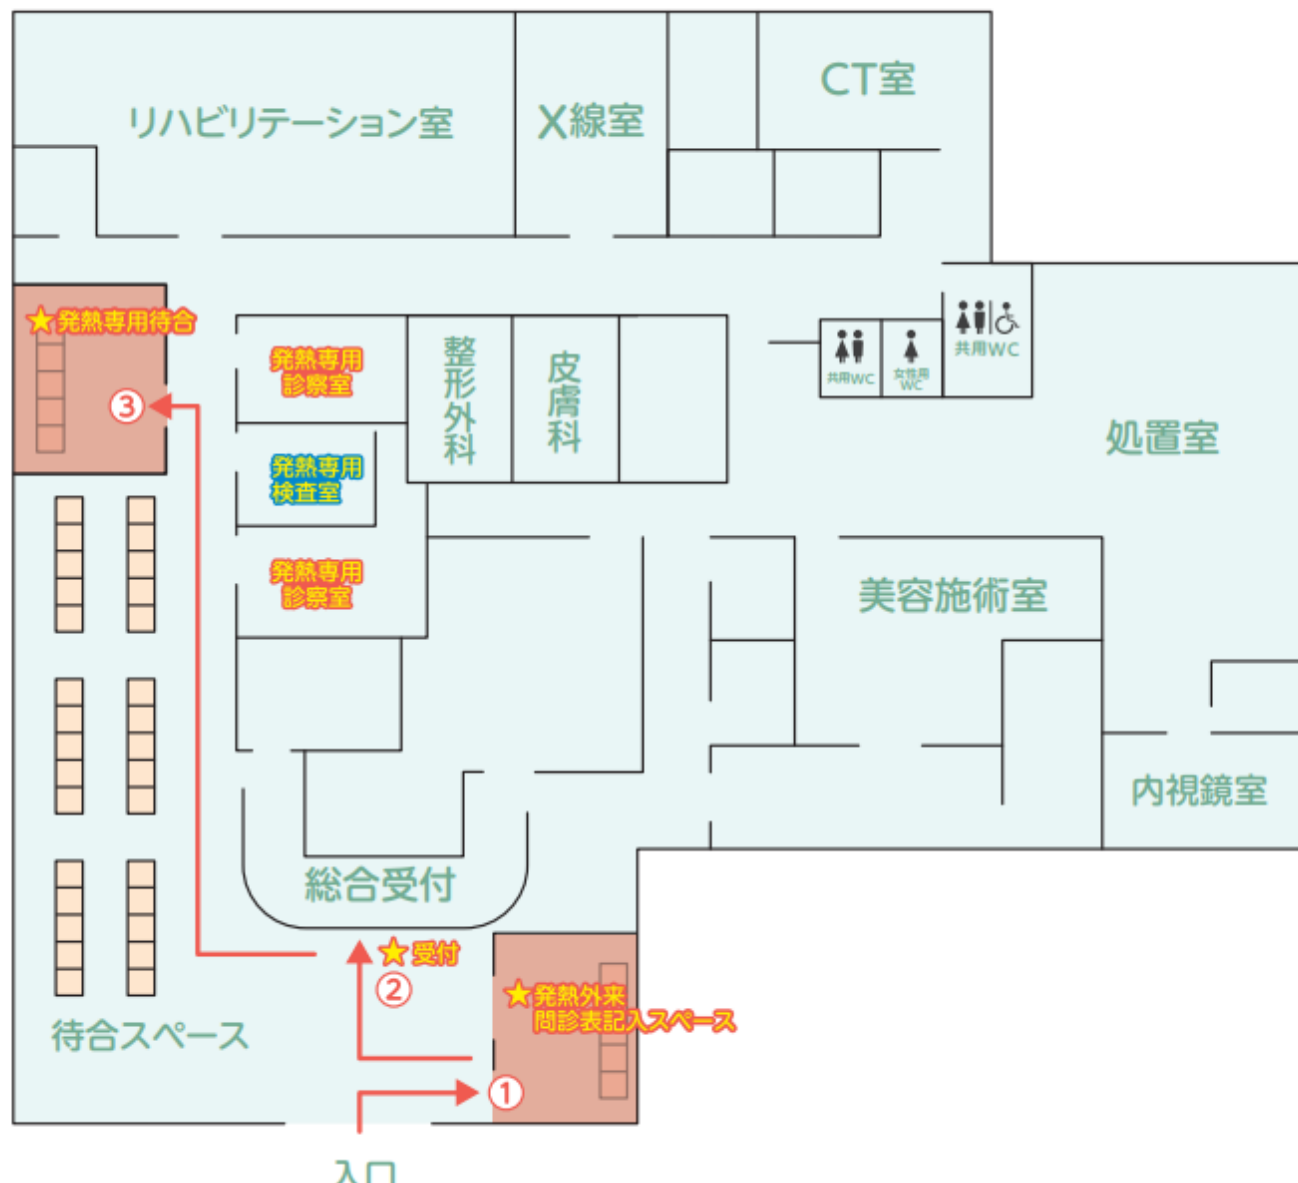 CT室
リハビリテーション室
X線室
★発熱専用待合
共用WC
共用WC
女性用
WC
発熱専用
診察室
整形外科
皮膚科
③
処置室
発熱専用
検査室
発熱専用
診察室
美容施術室
内視鏡室
総合受付
★受付
②
★発熱外来
問診表記入スペース
待合スペース
①
入口